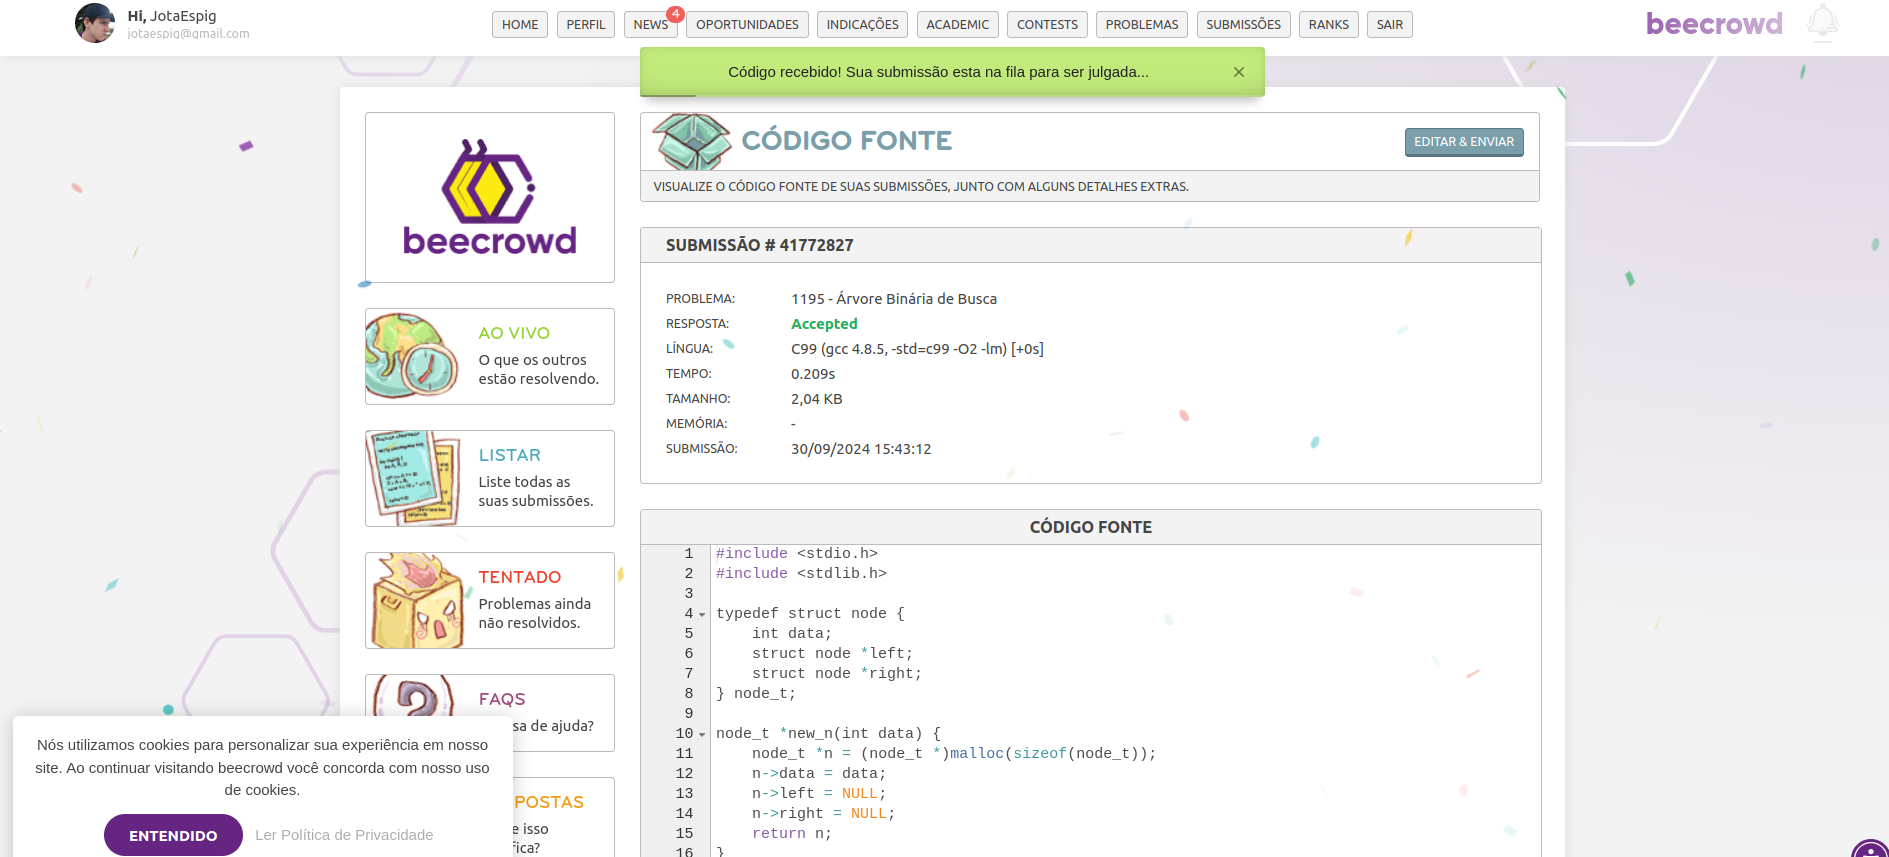 Hi, JotaEspig
jotaespig@gmail.com
HOME PERFIL NEWS 4 OPORTUNIDADES INDICAÇÕES ACADEMIC CONTESTS PROBLEMAS SUBMISSÕES RANKS SAIR
beecrowd
Código recebido! Sua submissão esta na fila para ser julgada...
beecrowd
AO VIVO
O que os outros
estão resolvendo.
LISTAR
Liste todas as
suas submissões.
TENTADO
Problemas ainda
não resolvidos.
FAQS
sa de ajuda?
POSTAS
e isso
fica?
CÓDIGO FONTE
EDITAR & ENVIAR
VISUALIZE O CÓDIGO FONTE DE SUAS SUBMISSÕES, JUNTO COM ALGUNS DETALHES EXTRAS.
SUBMISSÃO # 41772827
PROBLEMA: 1195 - Árvore Binária de Busca
RESPOSTA: Accepted
LÍNGUA: C99 (gcc 4.8.5, -std=c99 -O2 -lm) [+0s]
TEMPO: 0.209s
TAMANHO: 2,04 KB
MEMÓRIA: -
SUBMISSÃO: 30/09/2024 15:43:12
CÓDIGO FONTE
1 #include <stdio.h>
2 #include <stdlib.h>
3
4 typedef struct node {
5     int data;
6     struct node *left;
7     struct node *right;
8 } node_t;
9
10 node_t *new_n(int data) {
11     node_t *n = (node_t *)malloc(sizeof(node_t));
12     n->data = data;
13     n->left = NULL;
14     n->right = NULL;
15     return n;
16 }
Nós utilizamos cookies para personalizar sua experiência em nosso
site. Ao continuar visitando beecrowd você concorda com nosso uso
de cookies.
ENTENDIDO Ler Política de Privacidade